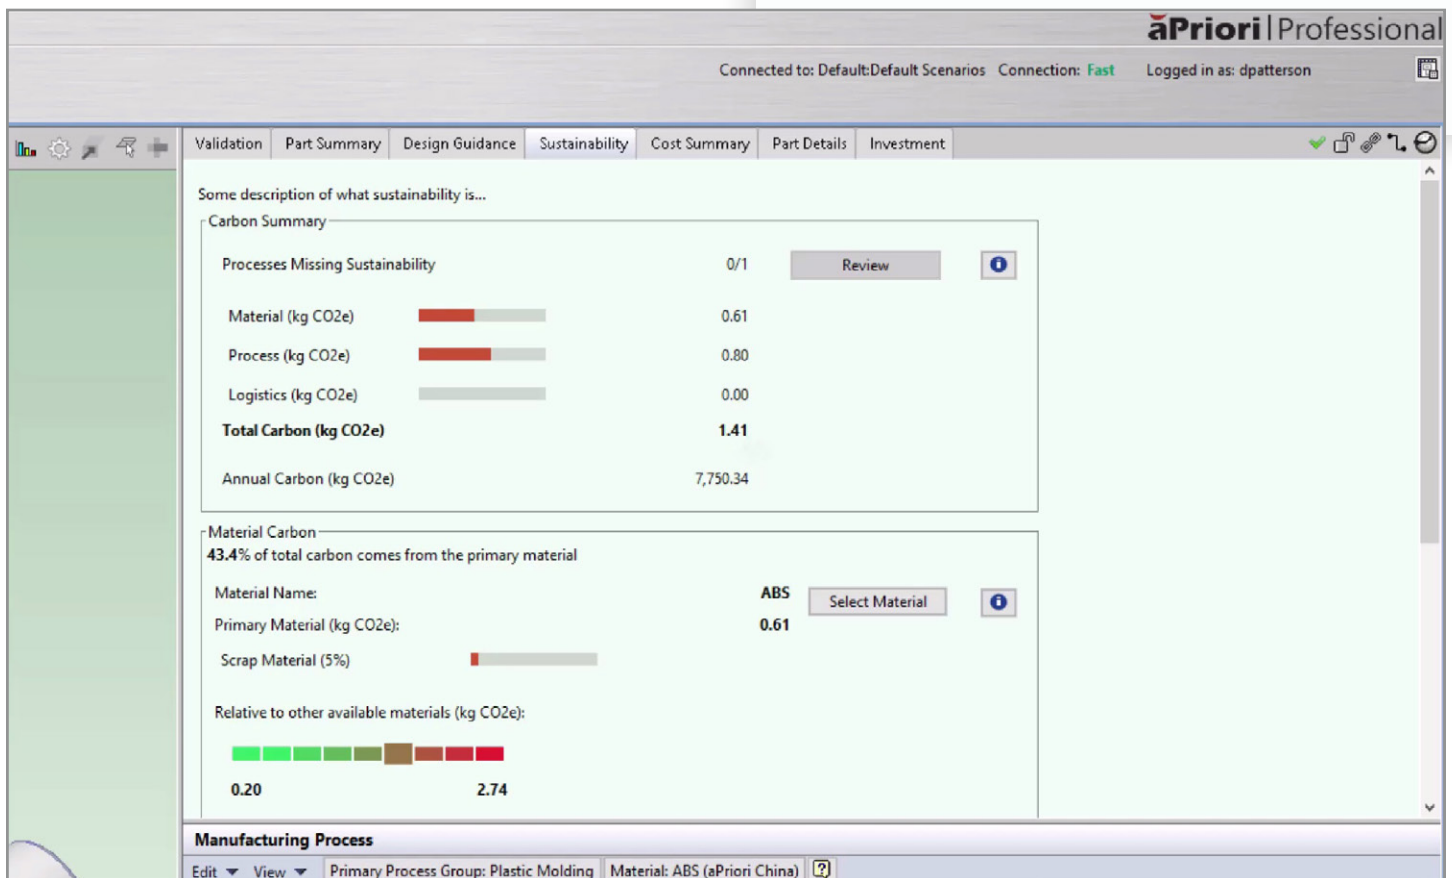 āPriori | Professional
Connected to: Default:Default Scenarios Connection: Fast Logged in as: dpatterson
Validation Part Summary Design Guidance Sustainability Cost Summary Part Details Investment
Some description of what sustainability is...
Carbon Summary
Processes Missing Sustainability 0/1 Review
Material (kg CO2e) 0.61
Process (kg CO2e) 0.80
Logistics (kg CO2e) 0.00
Total Carbon (kg CO2e) 1.41
Annual Carbon (kg CO2e) 7,750.34
Material Carbon
43.4% of total carbon comes from the primary material
Material Name: ABS Select Material
Primary Material (kg CO2e): 0.61
Scrap Material (5%)
Relative to other available materials (kg CO2e):
0.20 2.74
Manufacturing Process
Edit View Primary Process Group: Plastic Molding Material: ABS (aPriori China)